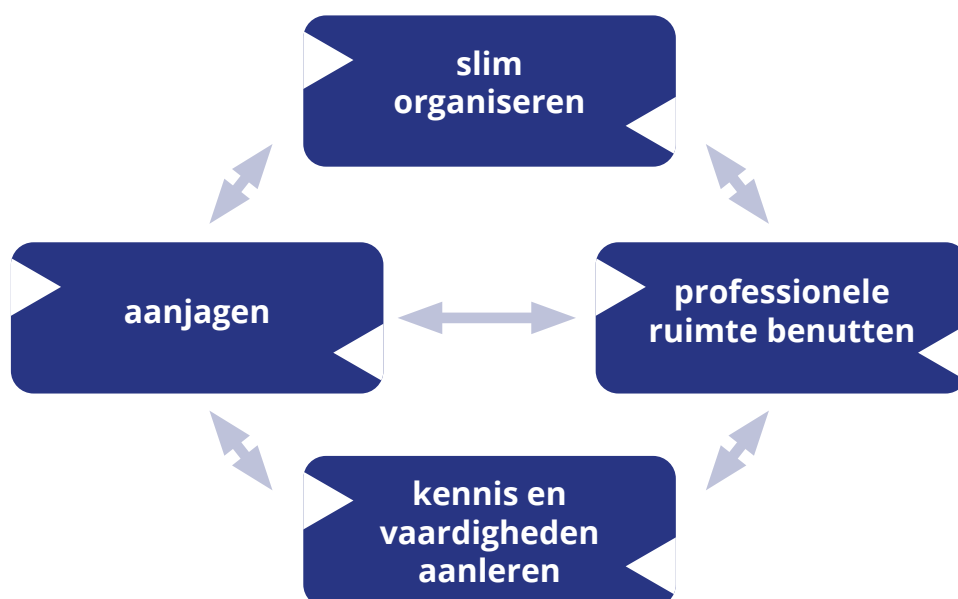 slim
organiseren
aanjagen
professionele
ruimte benutten
kennis en
vaardigheden
aanleren